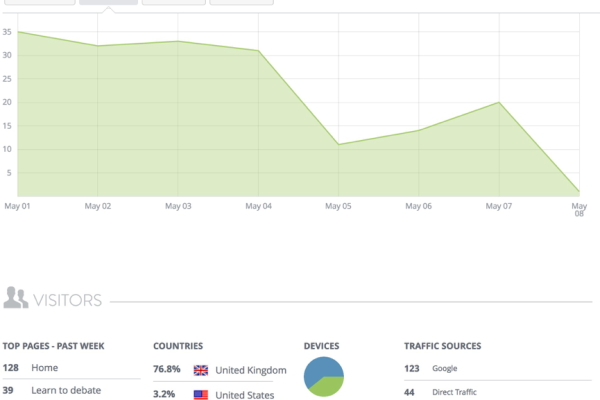 35
30
25
20
15
10
5
May 01 May 02 May 03 May 04 May 05 May 06 May 07 May 08
VISITORS
TOP PAGES - PAST WEEK COUNTRIES DEVICES TRAFFIC SOURCES
128 Home 76.8% United Kingdom 123 Google
39 Learn to debate 3.2% United States 44 Direct Traffic